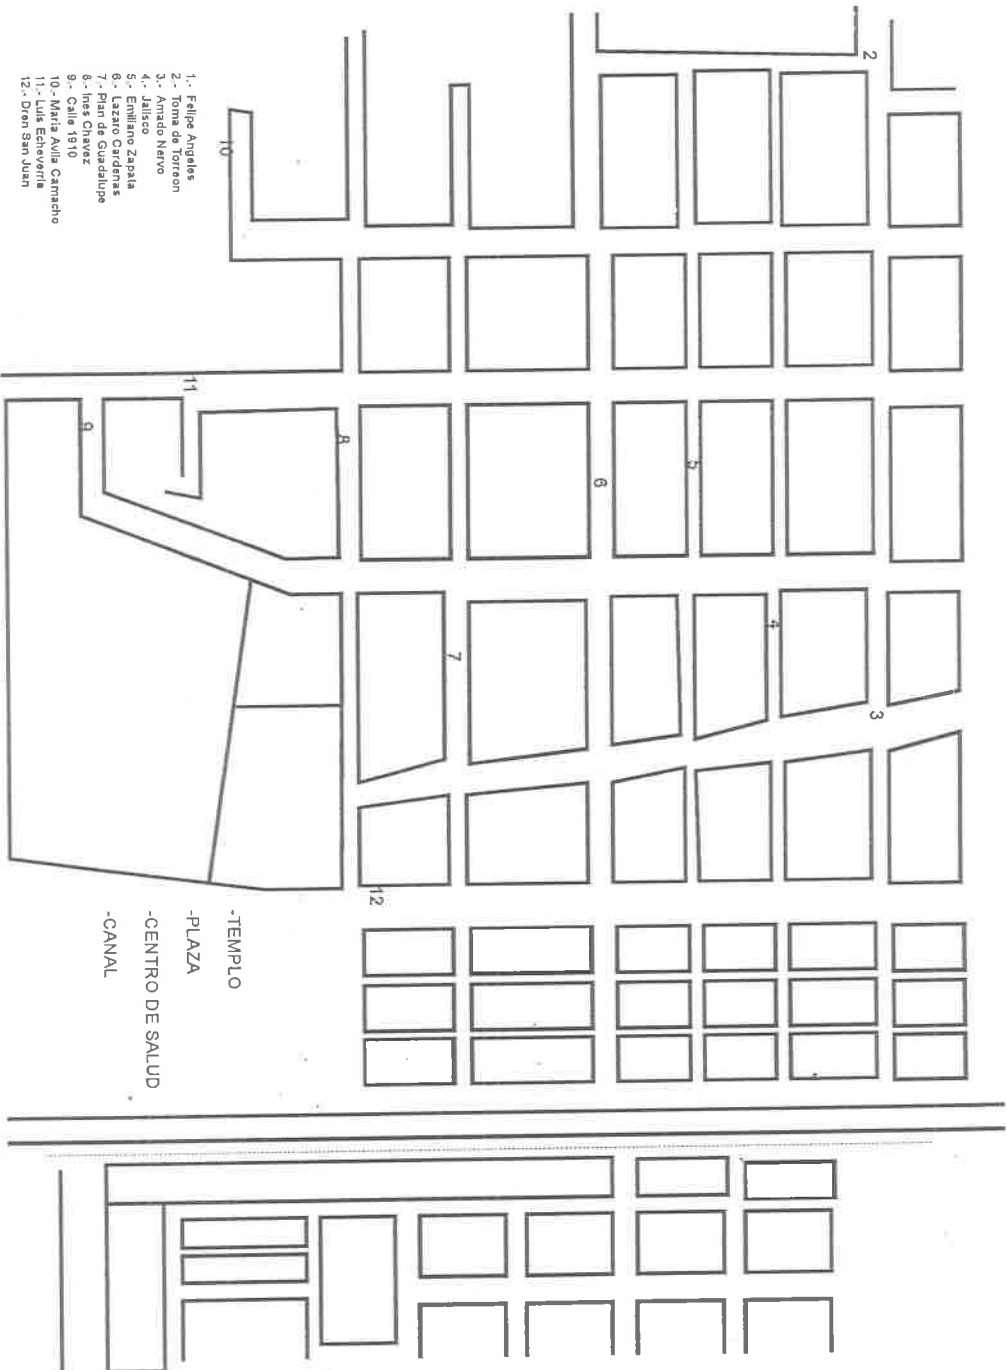 1.- Felipe Angeles
2.- Toma de Torreon
3.- Amado Nervo
4.- Jalisco
5.- Emiliano Zapata
6.- Lazaro Cardenas
7.- Plan de Guadalupe
8.- Ines Chavez
9.- Calle 1910
10.- Maria Avila Camacho
11.- Luis Echeverria
12.- Dren San Juan
2
10
11
9
8
6
5
4
7
3
12
-TEMPLO
-PLAZA
-CENTRO DE SALUD
-CANAL